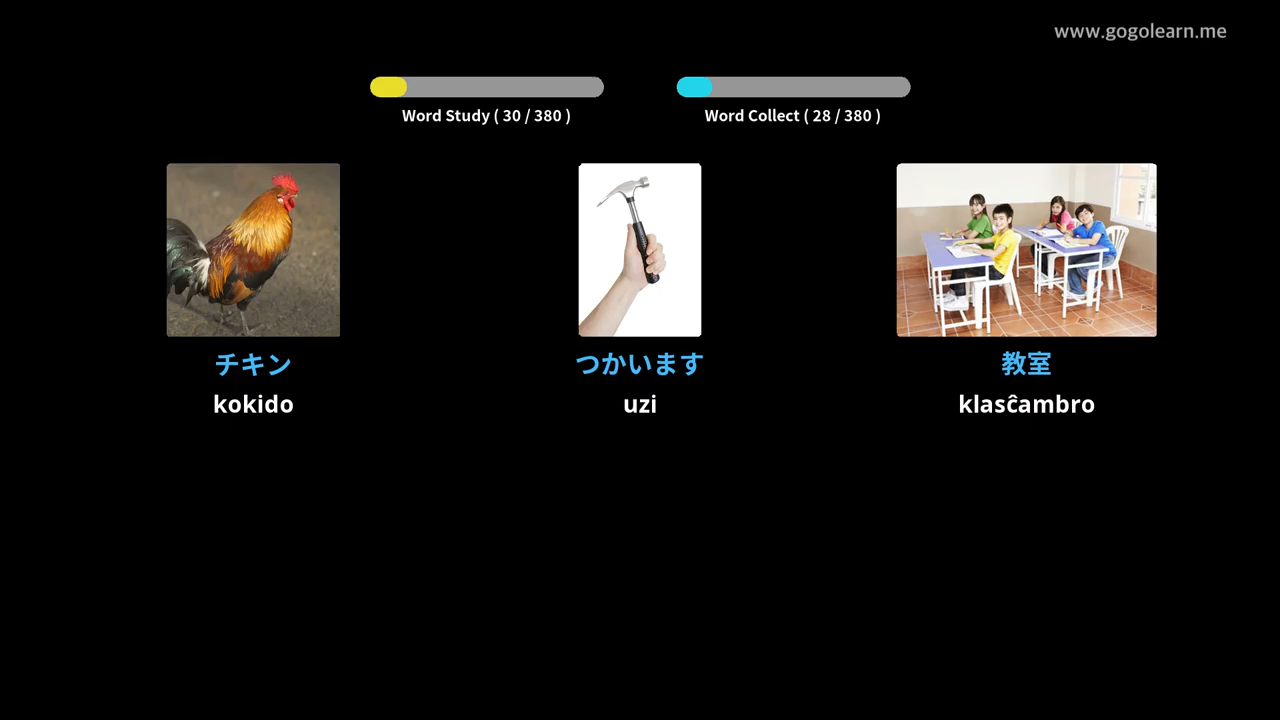 www.gogolearn.me
Word Study ( 30 / 380 )
Word Collect ( 28 / 380 )
チキン
つかいます
教室
kokido
uzi
klasĉambro